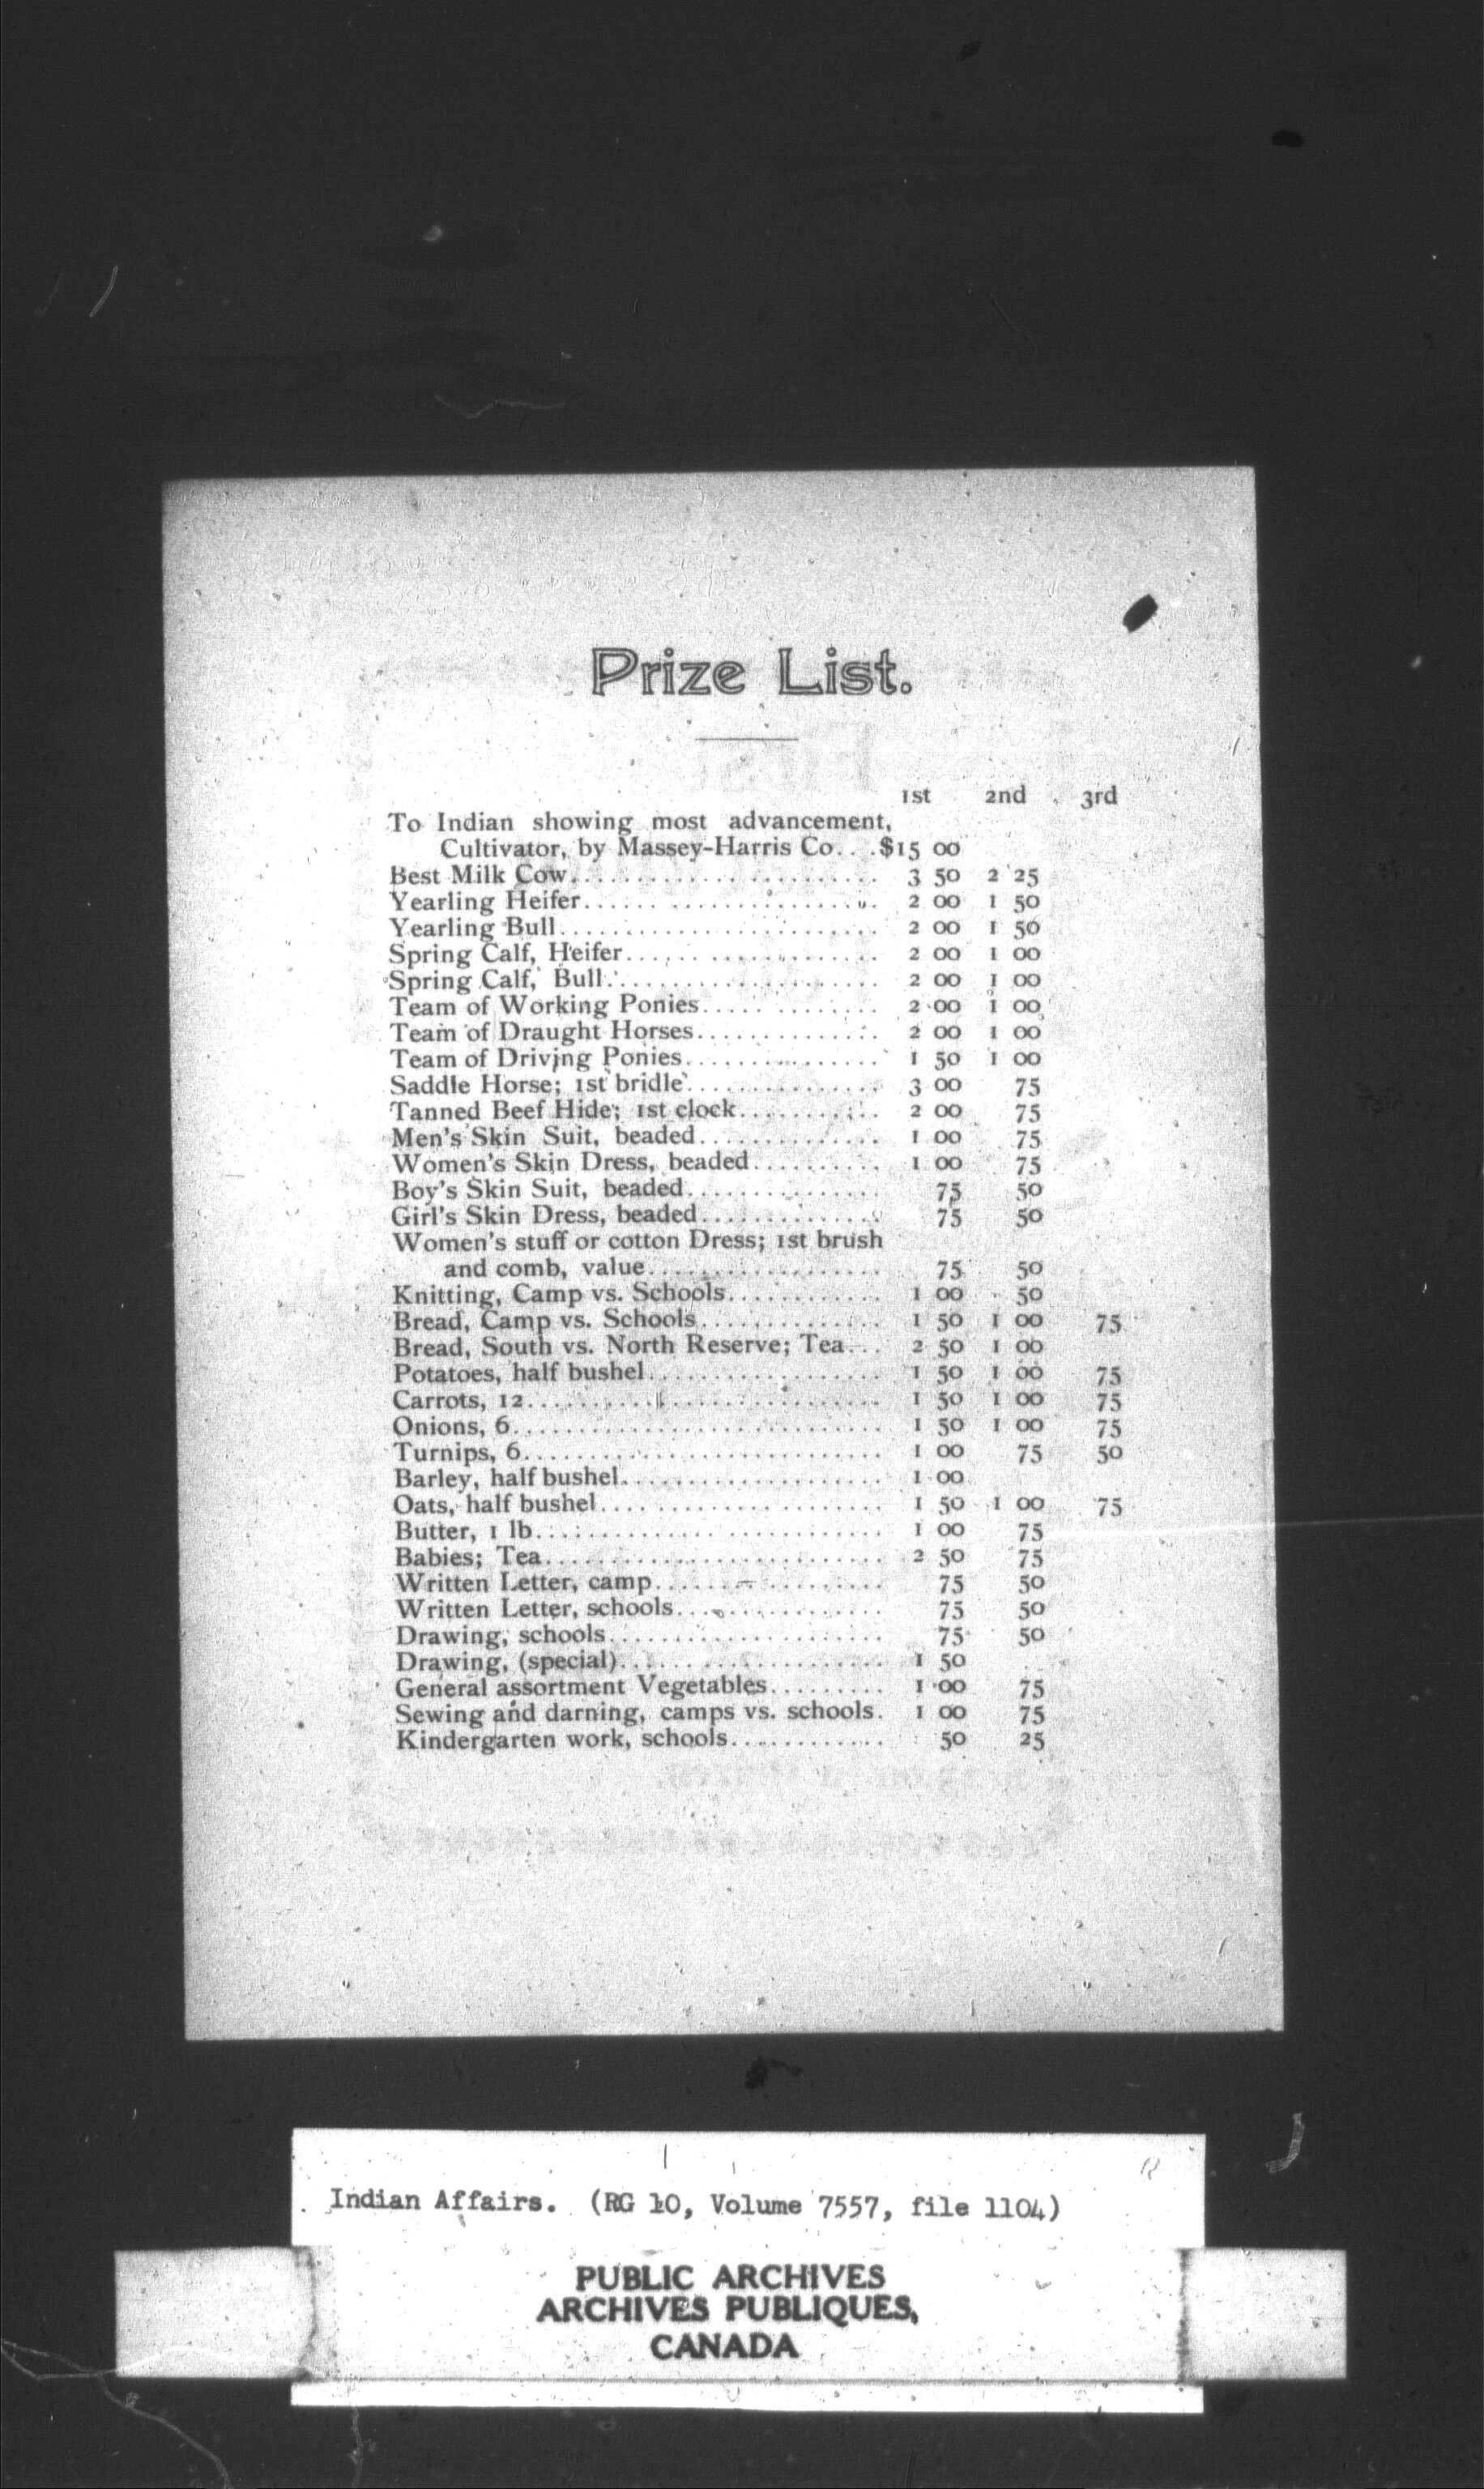 Prize List.
1st 2nd 3rd
To Indian showing most advancement,
Cultivator, by Massey-Harris Co. . .$15 00
Best Milk Cow........................ 3 50 2 25
Yearling Heifer....................... 2 00 1 50
Yearling Bull......................... 2 00 1 50
Spring Calf, Heifer................... 2 00 1 00
Spring Calf, Bull..................... 2 00 1 00
Team of Working Ponies.............. 2 00 1 00
Team of Draught Horses.............. 2 00 1 00
Team of Driving Ponies............... 1 50 1 00
Saddle Horse; 1st bridle............... 3 00 75
Tanned Beef Hide; 1st clock........... 2 00 75
Men's Skin Suit, beaded.............. 1 00 75
Women's Skin Dress, beaded.......... 1 00 75
Boy's Skin Suit, beaded............... 75 50
Girl's Skin Dress, beaded.............. 75 50
Women's stuff or cotton Dress; 1st brush
and comb, value.................. 75 50
Knitting, Camp vs. Schools............ 1 00 50
Bread, Camp vs. Schools.............. 1 50 1 00 75
Bread, South vs. North Reserve; Tea... 2 50 1 00
Potatoes, half bushel.................. 1 50 1 00 75
Carrots, 12........................... 1 50 1 00 75
Onions, 6............................ 1 50 1 00 75
Turnips, 6........................... 1 00 75 50
Barley, half bushel.................... 1 00
Oats, half bushel...................... 1 50 1 00 75
Butter, 1 lb........................... 1 00 75
Babies; Tea.......................... 2 50 75
Written Letter, camp.................. 75 50
Written Letter, schools................ 75 50
Drawing, schools..................... 75 50
Drawing, (special).................... 1 50
General assortment Vegetables......... 1 00 75
Sewing and darning, camps vs. schools. 1 00 75
Kindergarten work, schools............ 50 25
Indian Affairs. (RG 10, Volume 7557, file 1104)
PUBLIC ARCHIVES
ARCHIVES PUBLIQUES,
CANADA